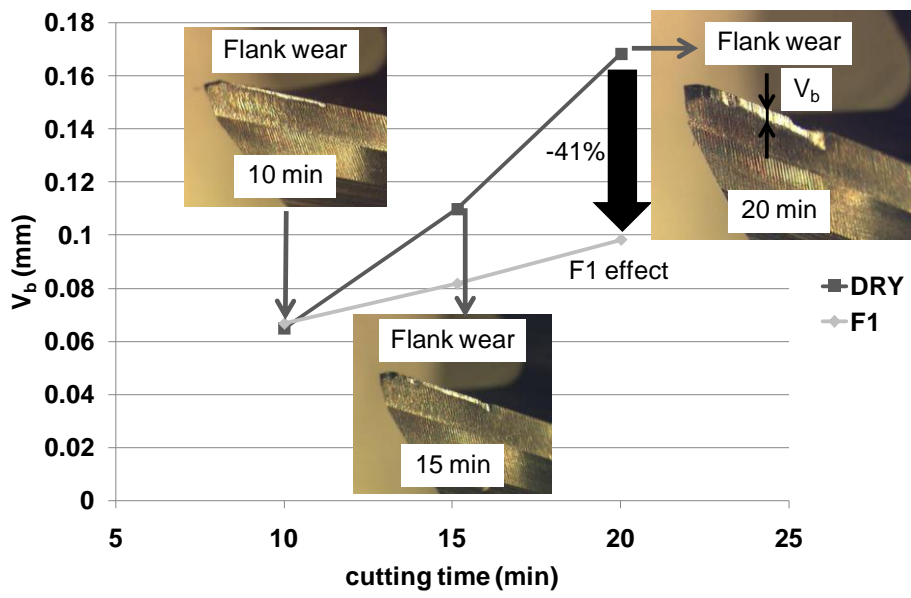 0.18
0.16
0.14
0.12
0.1
0.08
0.06
0.04
0.02
0
V_b (mm)
5
10
15
20
25
cutting time (min)
Flank wear
10 min
Flank wear
15 min
Flank wear
V_b
20 min
-41%
F1 effect
DRY
F1